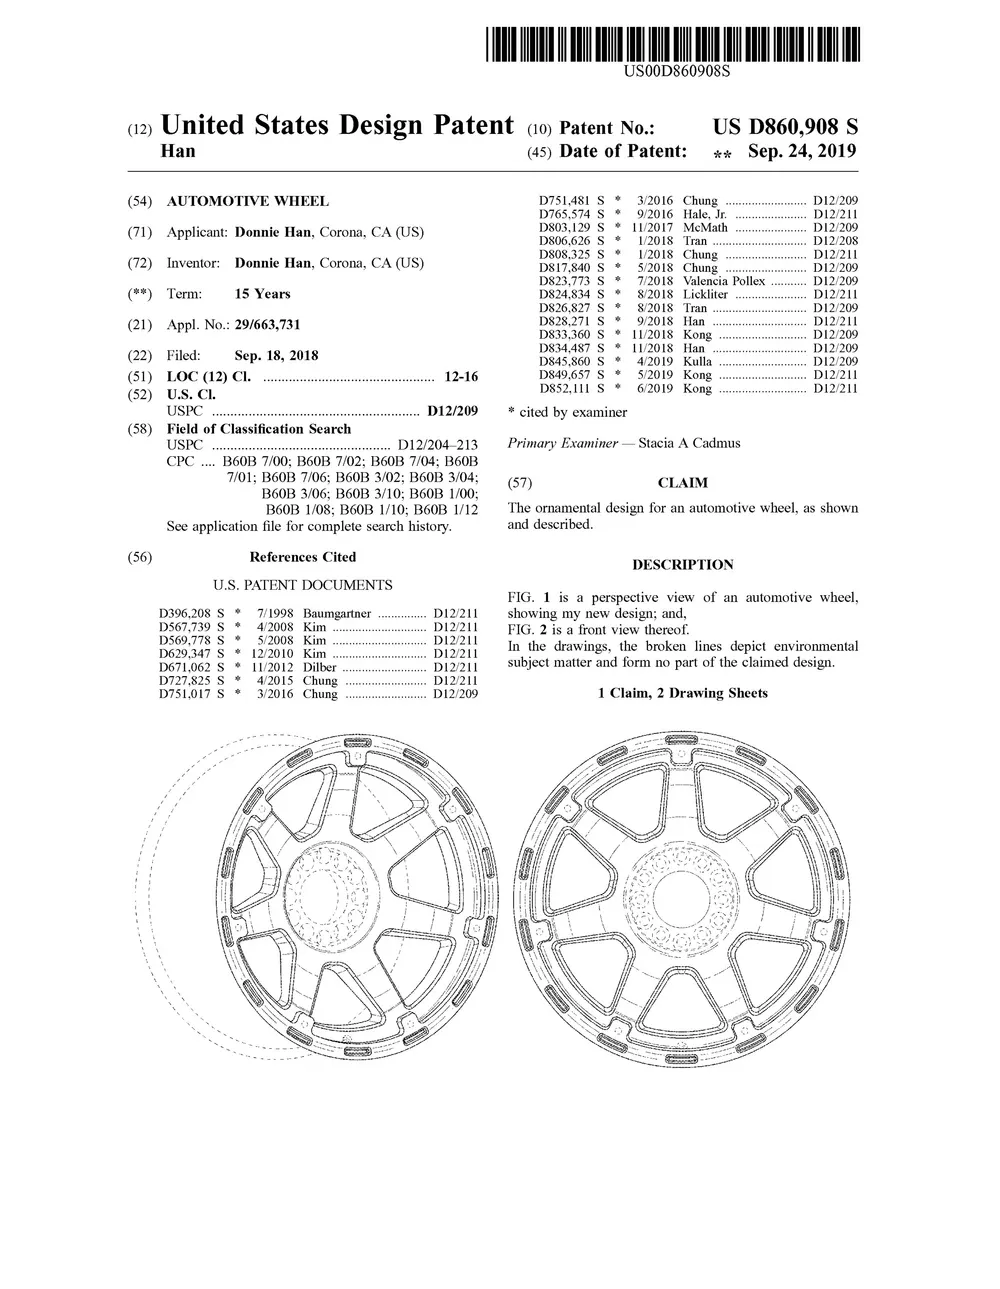 US00D860908S
(12) United States Design Patent
Han
(10) Patent No.: US D860,908 S
(45) Date of Patent: ** Sep. 24, 2019
(54) AUTOMOTIVE WHEEL
(71) Applicant: Donnie Han, Corona, CA (US)
(72) Inventor: Donnie Han, Corona, CA (US)
(**) Term: 15 Years
(21) Appl. No.: 29/663,731
(22) Filed: Sep. 18, 2018
(51) LOC (12) Cl. ............................................... 12-16
(52) U.S. Cl.
USPC ......................................................... D12/209
(58) Field of Classification Search
USPC ................................................. D12/204–213
CPC .... B60B 7/00; B60B 7/02; B60B 7/04; B60B
7/01; B60B 7/06; B60B 3/02; B60B 3/04;
B60B 3/06; B60B 3/10; B60B 1/00;
B60B 1/08; B60B 1/10; B60B 1/12
See application file for complete search history.
(56) References Cited
U.S. PATENT DOCUMENTS
D396,208 S * 7/1998 Baumgartner .............. D12/211
D567,739 S * 4/2008 Kim ........................... D12/211
D569,778 S * 5/2008 Kim ........................... D12/211
D629,347 S * 12/2010 Kim ........................... D12/211
D671,062 S * 11/2012 Dilber ........................ D12/211
D727,825 S * 4/2015 Chung ....................... D12/211
D751,017 S * 3/2016 Chung ....................... D12/209
D751,481 S * 3/2016 Chung ....................... D12/209
D765,574 S * 9/2016 Hale, Jr. .................... D12/211
D803,129 S * 11/2017 McMath .................... D12/209
D806,626 S * 1/2018 Tran .......................... D12/208
D808,325 S * 1/2018 Chung ....................... D12/211
D817,840 S * 5/2018 Chung ....................... D12/209
D823,773 S * 7/2018 Valencia Pollex .......... D12/209
D824,834 S * 8/2018 Lickliter .................... D12/211
D826,827 S * 8/2018 Tran .......................... D12/209
D828,271 S * 9/2018 Han ........................... D12/211
D833,360 S * 11/2018 Kong ......................... D12/209
D834,487 S * 11/2018 Han ........................... D12/209
D845,860 S * 4/2019 Kulla ......................... D12/209
D849,657 S * 5/2019 Kong ......................... D12/211
D852,111 S * 6/2019 Kong ......................... D12/211
* cited by examiner
Primary Examiner — Stacia A Cadmus
(57) CLAIM
The ornamental design for an automotive wheel, as shown
and described.
DESCRIPTION
FIG. 1 is a perspective view of an automotive wheel,
showing my new design; and,
FIG. 2 is a front view thereof.
In the drawings, the broken lines depict environmental
subject matter and form no part of the claimed design.
1 Claim, 2 Drawing Sheets